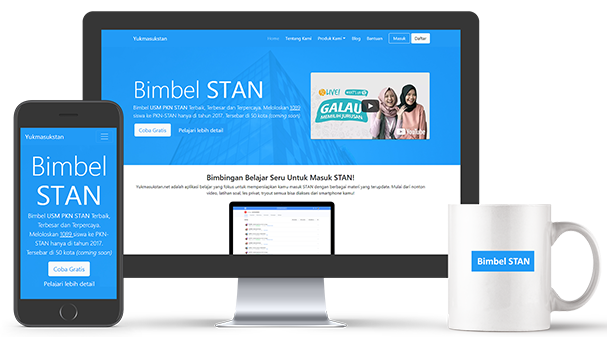 Yukmasukstan
Home Tentang Kami Produk Kami Blog Bantuan Masuk Daftar
Bimbel STAN
Bimbel USM PKN STAN Terbaik, Terbesar dan Terpercaya. Meloloskan 1089
siswa ke PKN-STAN hanya di tahun 2017. Tersebar di 50 kota (coming soon)
Coba Gratis Pelajari lebih detail
LIVE!
GALAU
MEMILIH JURUSAN
YouTube
Bimbingan Belajar Seru Untuk Masuk STAN!
Yukmasukstan.net adalah aplikasi belajar yang fokus untuk mempersiapkan kamu masuk STAN dengan berbagai materi yang terupdate. Mulai dari nonton
video, latihan soal, les privat, tryout semua bisa diakses dari smartphone kamu!
Yukmasukstan
Bimbel
STAN
Bimbel USM PKN STAN Terbaik,
Terbesar dan Terpercaya.
Meloloskan 1089 siswa ke PKN-
STAN hanya di tahun 2017.
Tersebar di 50 kota (coming soon)
Coba Gratis
Pelajari lebih detail
Bimbel STAN